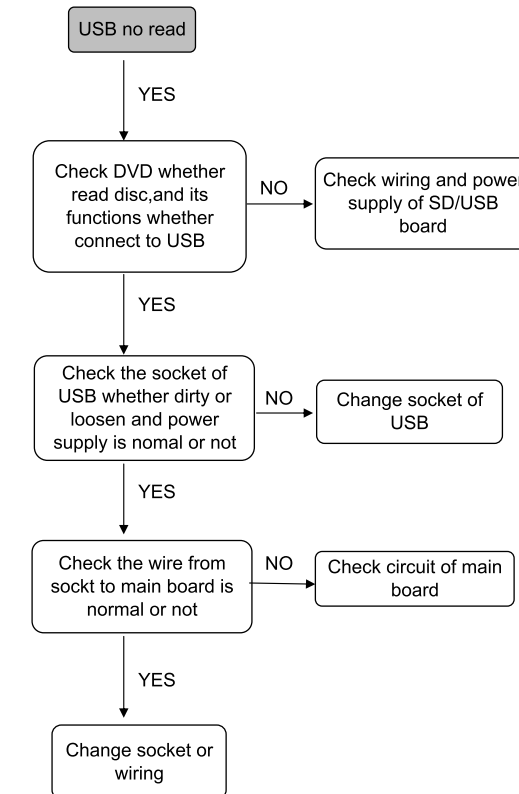 USB no read
YES
Check DVD whether
read disc,and its
functions whether
connect to USB
NO
Check wiring and power
supply of SD/USB
board
YES
Check the socket of
USB whether dirty or
loosen and power
supply is nomal or not
NO
Change socket of
USB
YES
Check the wire from
sockt to main board is
normal or not
NO
Check circuit of main
board
YES
Change socket or
wiring